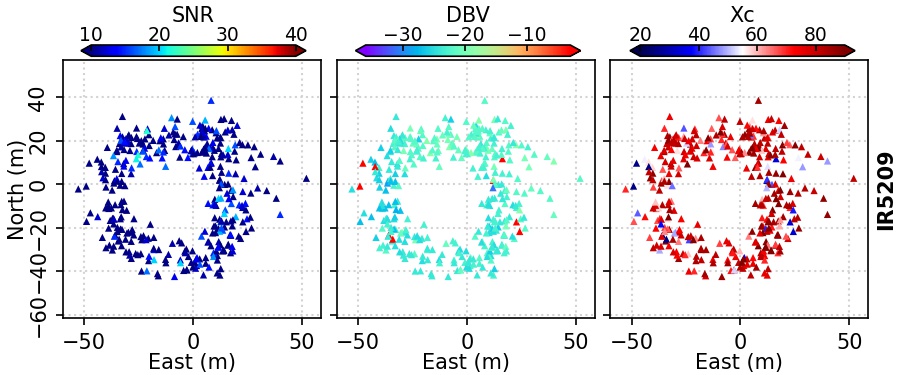 SNR DBV Xc
10 20 30 40 −30 −20 −10 20 40 60 80
North (m)
40
20
0
−20
−40
−60
IR5209
−50 0 50 −50 0 50 −50 0 50
East (m) East (m) East (m)